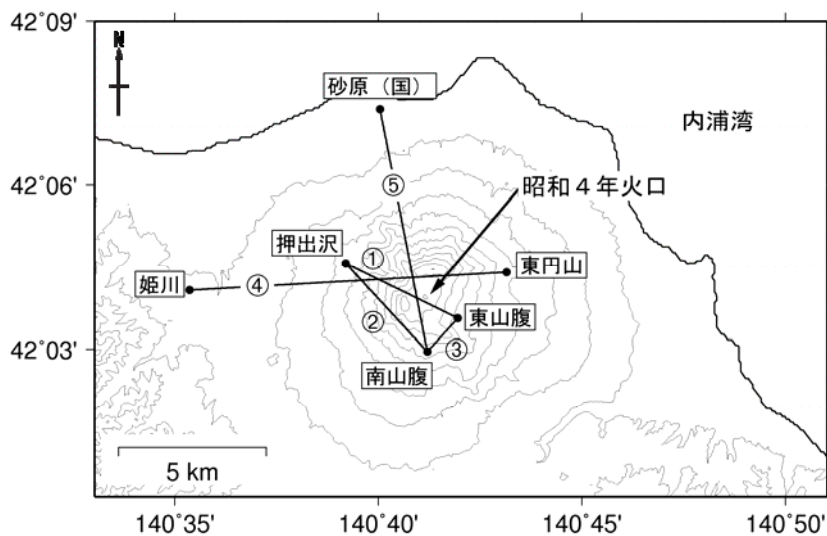 42°09'
N
砂原（国）
内浦湾
42°06'
⑤
昭和４年火口
押出沢
①
姫川
④
東円山
②
東山腹
③
42°03'
南山腹
5 km
140°35'
140°40'
140°45'
140°50'